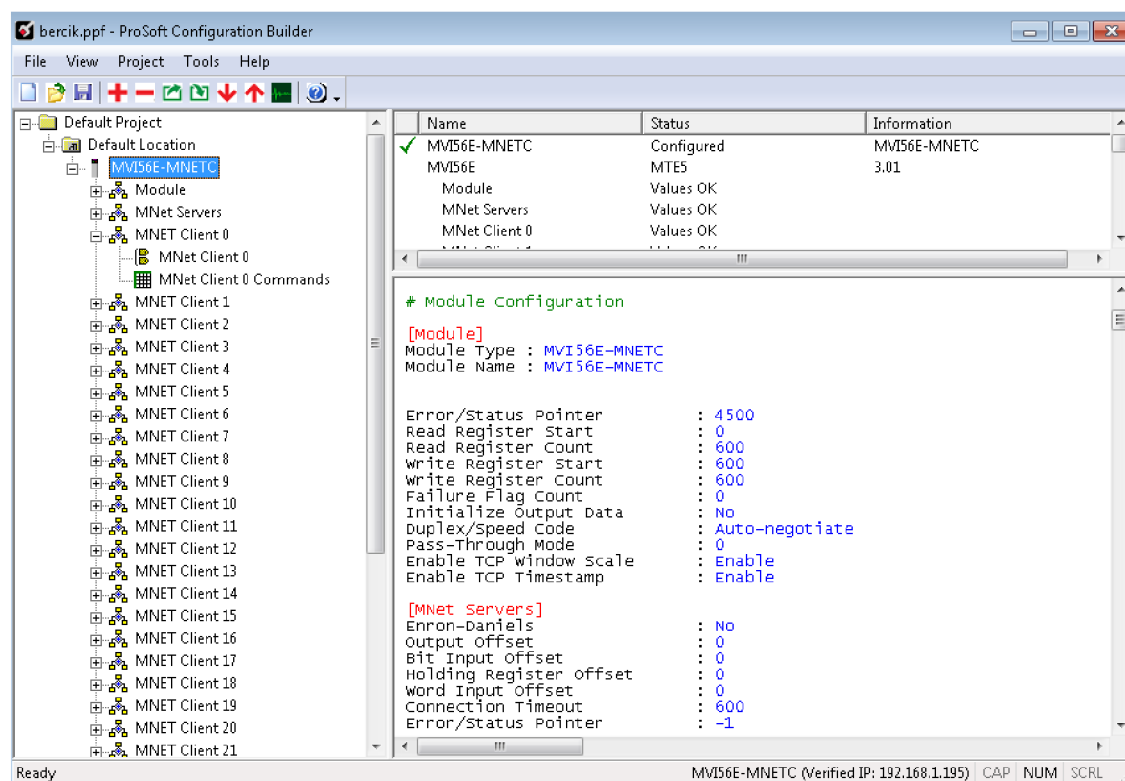 bercik.ppf - ProSoft Configuration Builder
File View Project Tools Help
Default Project
Default Location
MVI56E-MNETC
Module
MNet Servers
MNET Client 0
MNet Client 0
MNet Client 0 Commands
MNET Client 1
MNET Client 2
MNET Client 3
MNET Client 4
MNET Client 5
MNET Client 6
MNET Client 7
MNET Client 8
MNET Client 9
MNET Client 10
MNET Client 11
MNET Client 12
MNET Client 13
MNET Client 14
MNET Client 15
MNET Client 16
MNET Client 17
MNET Client 18
MNET Client 19
MNET Client 20
MNET Client 21
Name Status Information
MVI56E-MNETC Configured MVI56E-MNETC
MVI56E MTE5 3.01
Module Values OK
MNet Servers Values OK
MNet Client 0 Values OK
# Module Configuration
[Module]
Module Type : MVI56E-MNETC
Module Name : MVI56E-MNETC
Error/Status Pointer : 4500
Read Register Start : 0
Read Register Count : 600
Write Register Start : 600
Write Register Count : 600
Failure Flag Count : 0
Initialize Output Data : No
Duplex/Speed Code : Auto-negotiate
Pass-Through Mode : 0
Enable TCP Window Scale : Enable
Enable TCP Timestamp : Enable
[MNet Servers]
Enron-Daniels : No
Output Offset : 0
Bit Input Offset : 0
Holding Register Offset : 0
Word Input Offset : 0
Connection Timeout : 600
Error/Status Pointer : -1
Ready MVI56E-MNETC (Verified IP: 192.168.1.195) CAP NUM SCRL